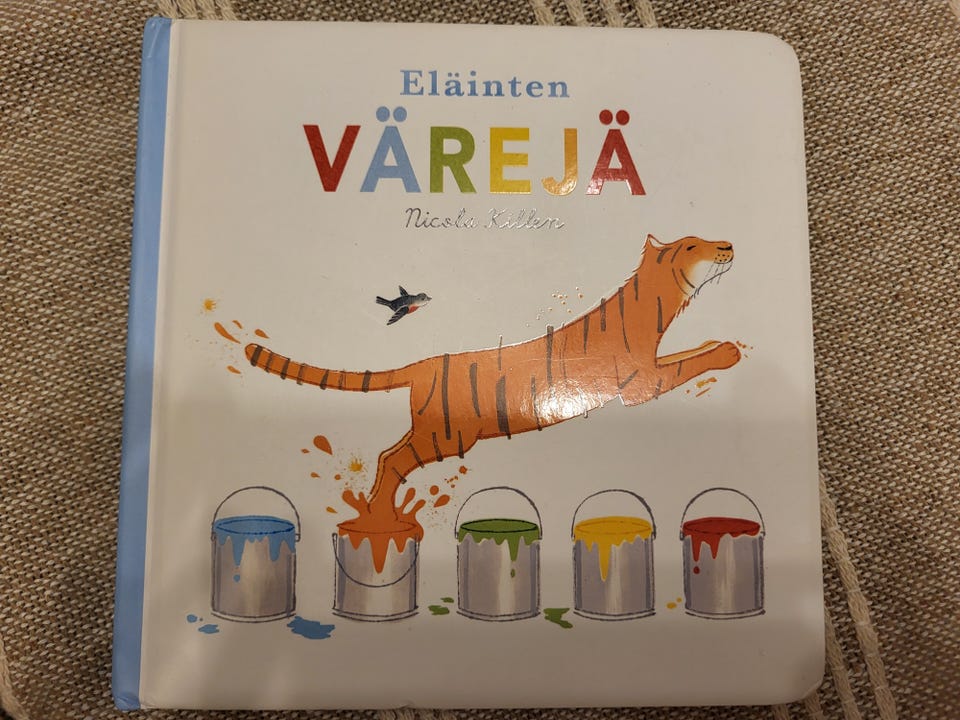 Eläinten
VÄREJÄ
Nicola Killen